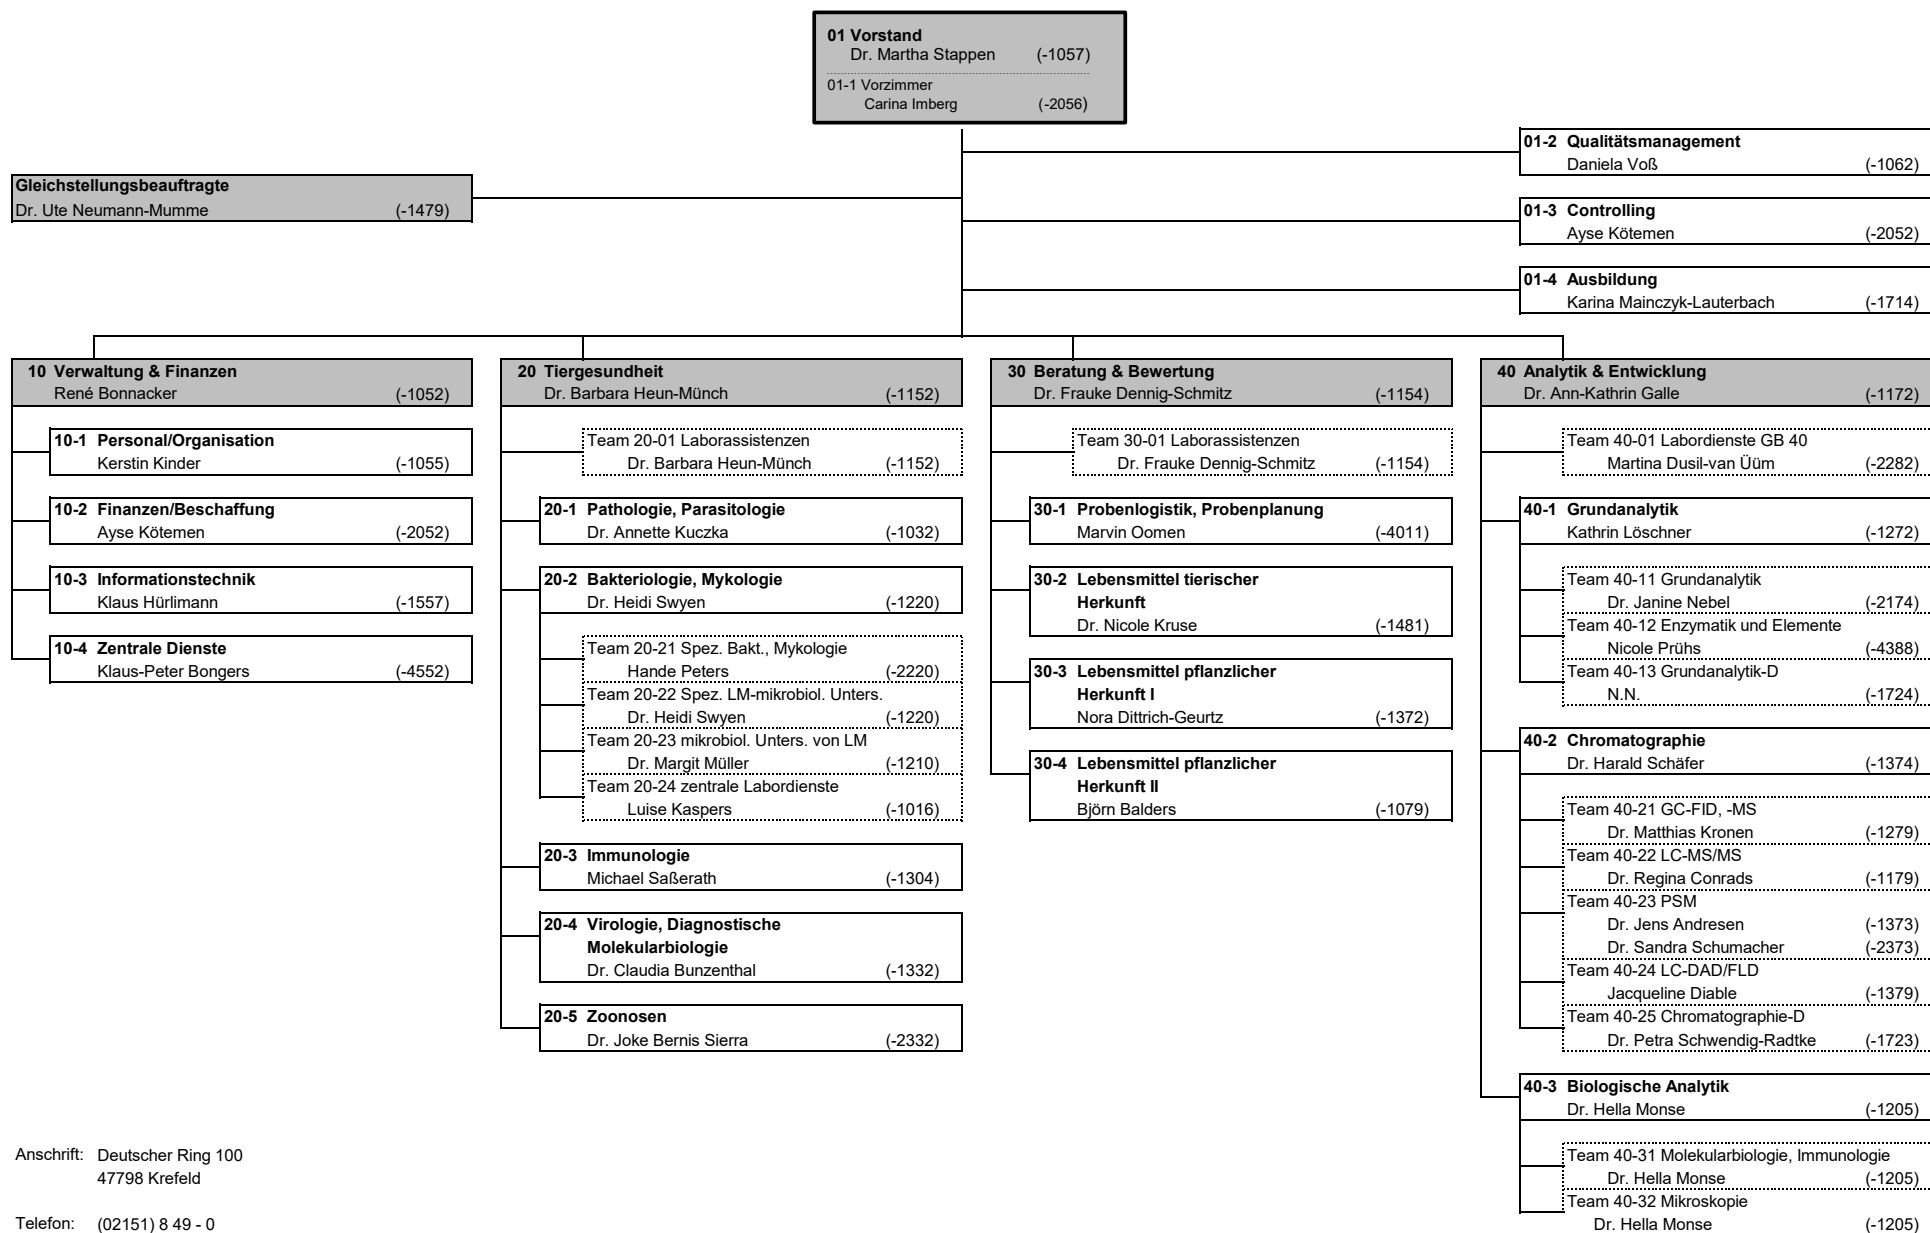 01 Vorstand
Dr. Martha Stappen (-1057)
01-1 Vorzimmer
Carina Imberg (-2056)
01-2 Qualitätsmanagement
Daniela Voß (-1062)
Gleichstellungsbeauftragte
Dr. Ute Neumann-Mumme (-1479)
01-3 Controlling
Ayse Kötemen (-2052)
01-4 Ausbildung
Karina Mainczyk-Lauterbach (-1714)
10 Verwaltung & Finanzen
René Bonnacker (-1052)
10-1 Personal/Organisation
Kerstin Kinder (-1055)
10-2 Finanzen/Beschaffung
Ayse Kötemen (-2052)
10-3 Informationstechnik
Klaus Hürlimann (-1557)
10-4 Zentrale Dienste
Klaus-Peter Bongers (-4552)
20 Tiergesundheit
Dr. Barbara Heun-Münch (-1152)
Team 20-01 Laborassistenzen
Dr. Barbara Heun-Münch (-1152)
20-1 Pathologie, Parasitologie
Dr. Annette Kuczka (-1032)
20-2 Bakteriologie, Mykologie
Dr. Heidi Swyen (-1220)
Team 20-21 Spez. Bakt., Mykologie
Hande Peters (-2220)
Team 20-22 Spez. LM-mikrobiol. Unters.
Dr. Heidi Swyen (-1220)
Team 20-23 mikrobiol. Unters. von LM
Dr. Margit Müller (-1210)
Team 20-24 zentrale Labordienste
Luise Kaspers (-1016)
20-3 Immunologie
Michael Saßerath (-1304)
20-4 Virologie, Diagnostische
Molekularbiologie
Dr. Claudia Bunzenthal (-1332)
20-5 Zoonosen
Dr. Joke Bernis Sierra (-2332)
30 Beratung & Bewertung
Dr. Frauke Dennig-Schmitz (-1154)
Team 30-01 Laborassistenzen
Dr. Frauke Dennig-Schmitz (-1154)
30-1 Probenlogistik, Probenplanung
Marvin Oomen (-4011)
30-2 Lebensmittel tierischer
Herkunft
Dr. Nicole Kruse (-1481)
30-3 Lebensmittel pflanzlicher
Herkunft I
Nora Dittrich-Geurtz (-1372)
30-4 Lebensmittel pflanzlicher
Herkunft II
Björn Balders (-1079)
40 Analytik & Entwicklung
Dr. Ann-Kathrin Galle (-1172)
Team 40-01 Labordienste GB 40
Martina Dusil-van Üüm (-2282)
40-1 Grundanalytik
Kathrin Löschner (-1272)
Team 40-11 Grundanalytik
Dr. Janine Nebel (-2174)
Team 40-12 Enzymatik und Elemente
Nicole Prühs (-4388)
Team 40-13 Grundanalytik-D
N.N. (-1724)
40-2 Chromatographie
Dr. Harald Schäfer (-1374)
Team 40-21 GC-FID, -MS
Dr. Matthias Kronen (-1279)
Team 40-22 LC-MS/MS
Dr. Regina Conrads (-1179)
Team 40-23 PSM
Dr. Jens Andresen (-1373)
Dr. Sandra Schumacher (-2373)
Team 40-24 LC-DAD/FLD
Jacqueline Diable (-1379)
Team 40-25 Chromatographie-D
Dr. Petra Schwendig-Radtke (-1723)
40-3 Biologische Analytik
Dr. Hella Monse (-1205)
Team 40-31 Molekularbiologie, Immunologie
Dr. Hella Monse (-1205)
Team 40-32 Mikroskopie
Dr. Hella Monse (-1205)
Anschrift: Deutscher Ring 100
47798 Krefeld
Telefon: (02151) 8 49 - 0